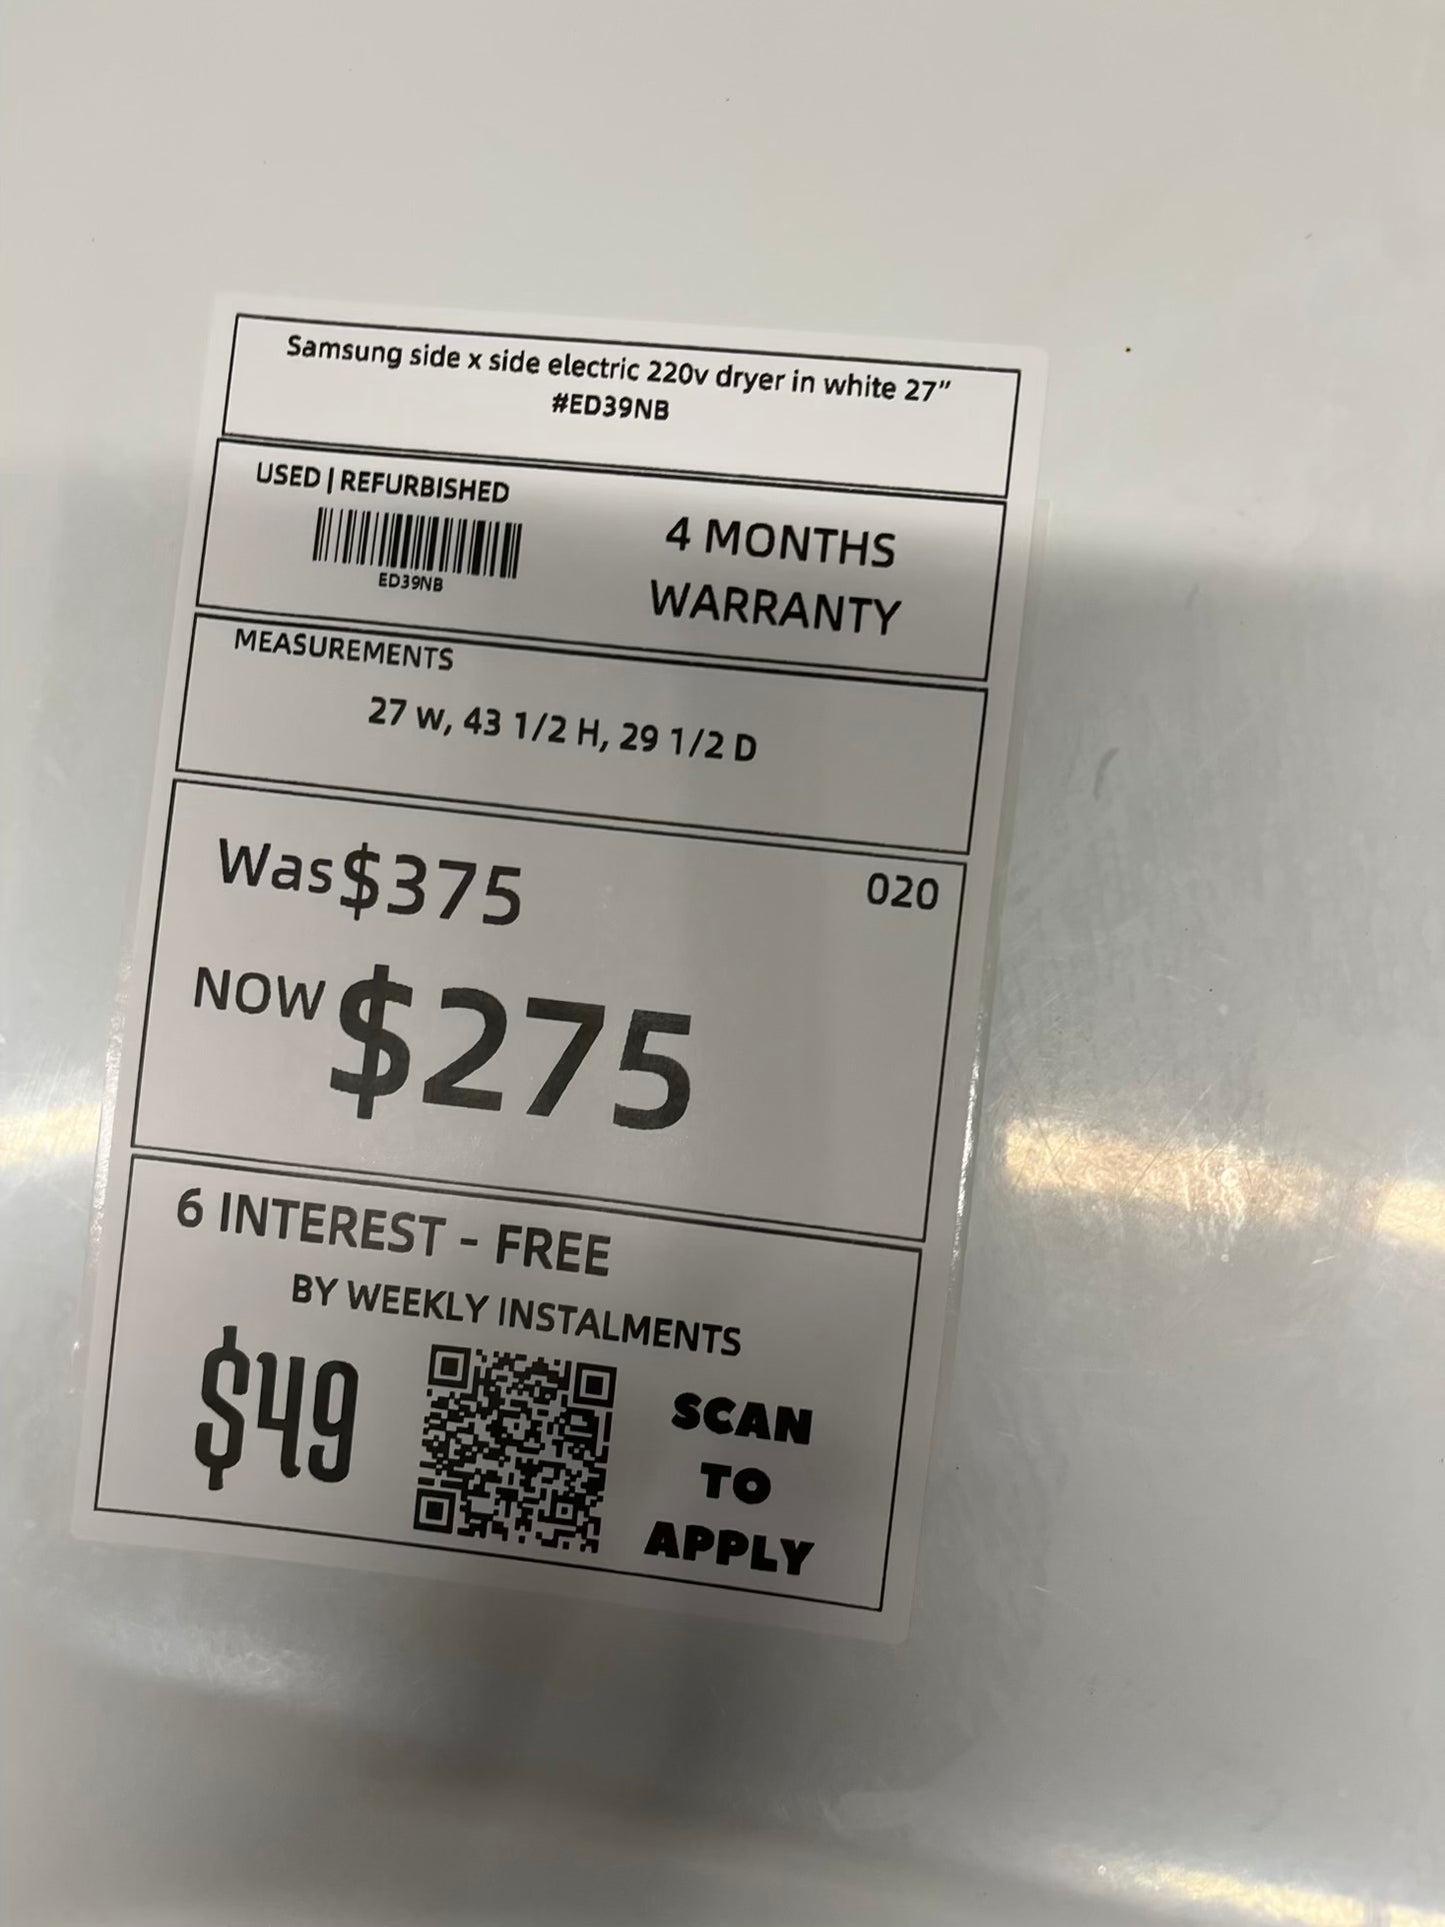 Samsung side x side electric 220v dryer in white 27”
#ED39NB
USED | REFURBISHED
ED39NB
4 MONTHS
WARRANTY
MEASUREMENTS
27 W, 43 1/2 H, 29 1/2 D
Was $375
020
NOW $275
6 INTEREST - FREE
BY WEEKLY INSTALMENTS
$49
SCAN
TO
APPLY